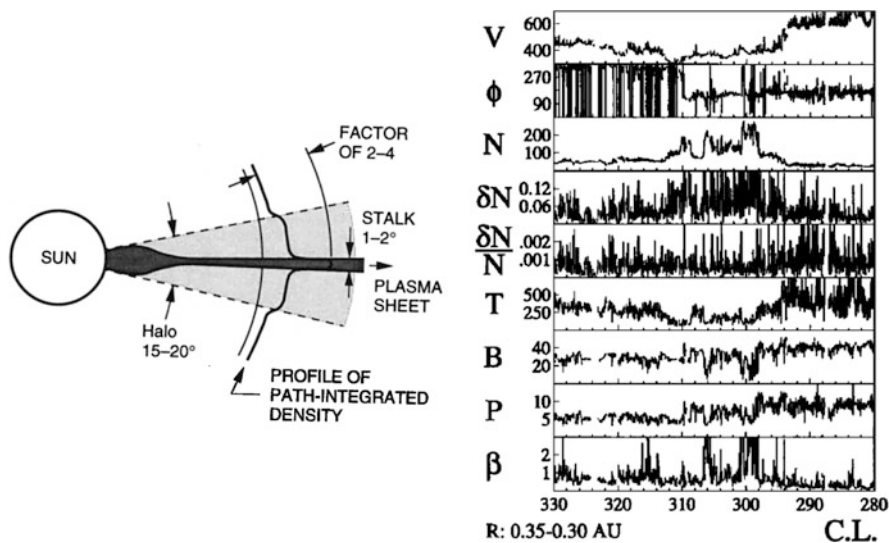 SUN
FACTOR
OF 2–4
STALK
1–2°
PLASMA
SHEET
Halo
15–20°
PROFILE OF
PATH-INTEGRATED
DENSITY
V 600
400
ϕ 270
90
N 200
100
δN 0.12
0.06
δN .002
N .001
T 500
250
B 40
20
P 10
5
β 2
1
330 320 310 300 290 280
R: 0.35-0.30 AU C.L.